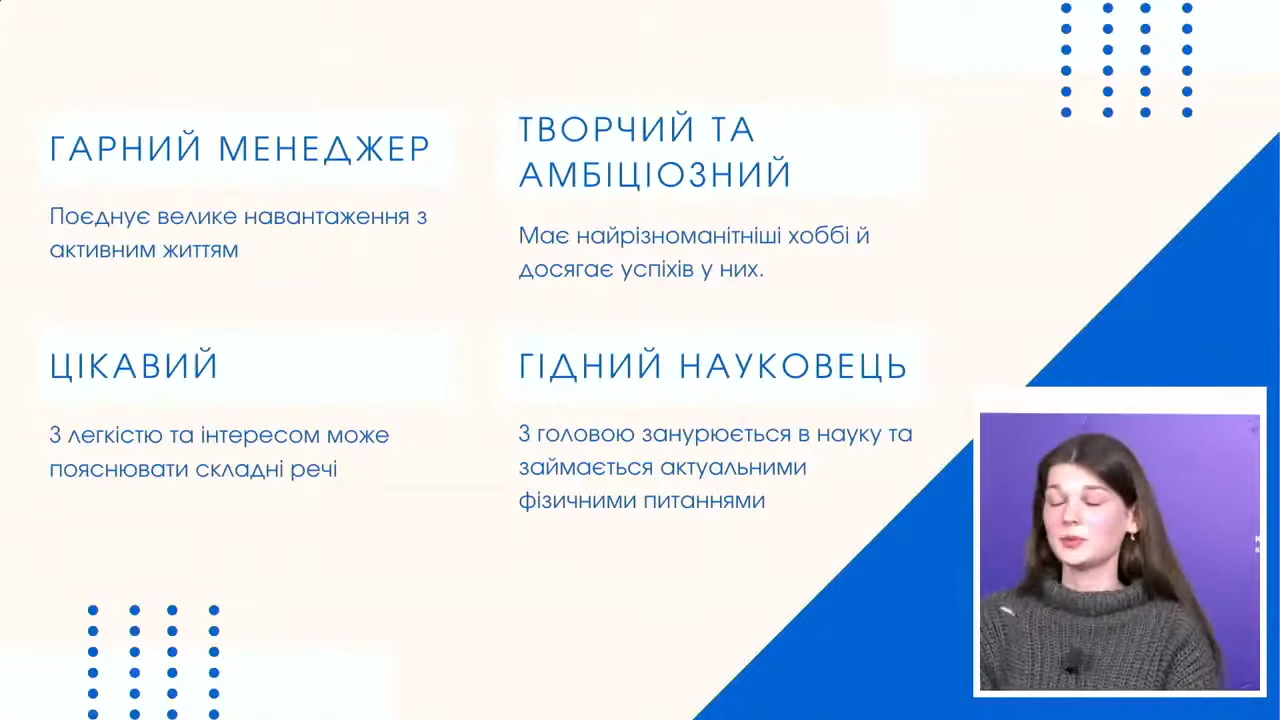 ГАРНИЙ МЕНЕДЖЕР
Поєднує велике навантаження з
активним життям
ТВОРЧИЙ ТА
АМБІЦІОЗНИЙ
Має найрізноманітніші хоббі й
досягає успіхів у них.
ЦІКАВИЙ
З легкістю та інтересом може
пояснювати складні речі
ГІДНИЙ НАУКОВЕЦЬ
З головою занурюється в науку та
займається актуальними
фізичними питаннями